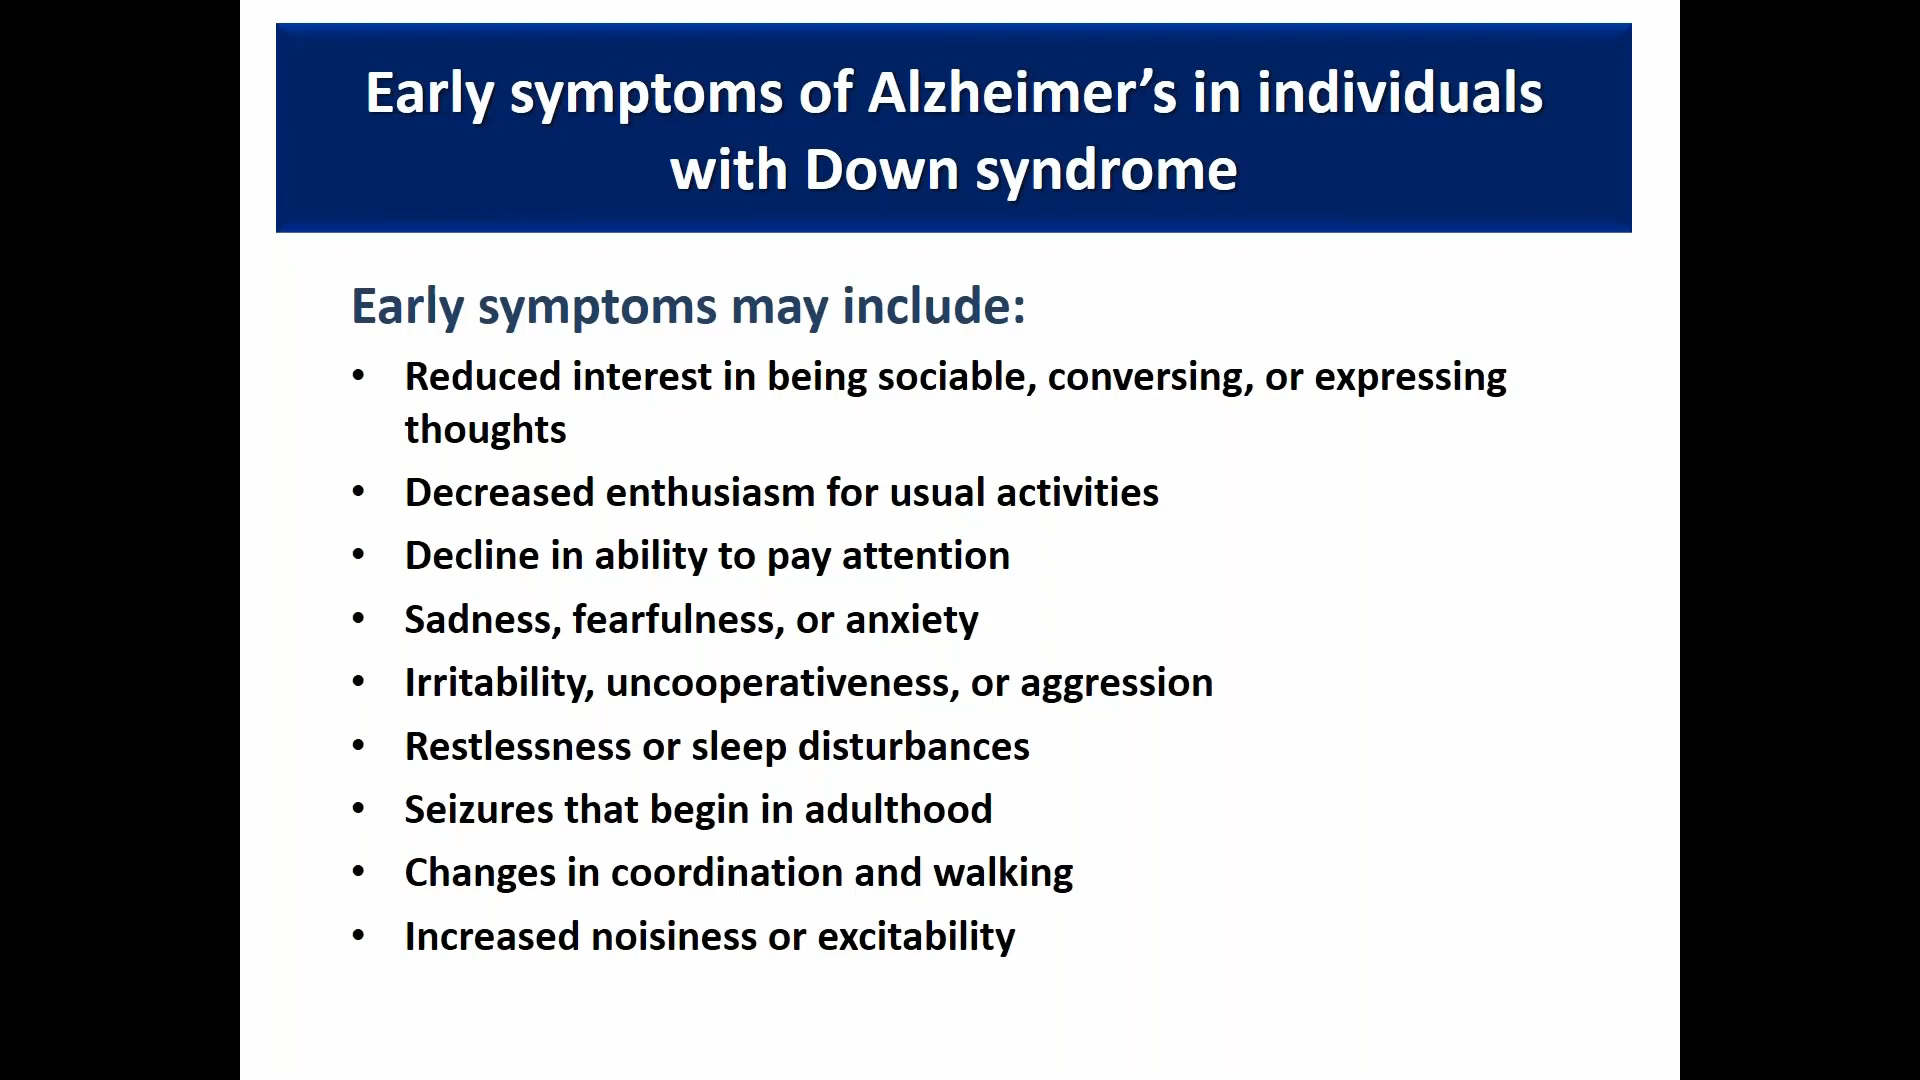 Early symptoms of Alzheimer’s in individuals
with Down syndrome
Early symptoms may include:
• Reduced interest in being sociable, conversing, or expressing
thoughts
• Decreased enthusiasm for usual activities
• Decline in ability to pay attention
• Sadness, fearfulness, or anxiety
• Irritability, uncooperativeness, or aggression
• Restlessness or sleep disturbances
• Seizures that begin in adulthood
• Changes in coordination and walking
• Increased noisiness or excitability